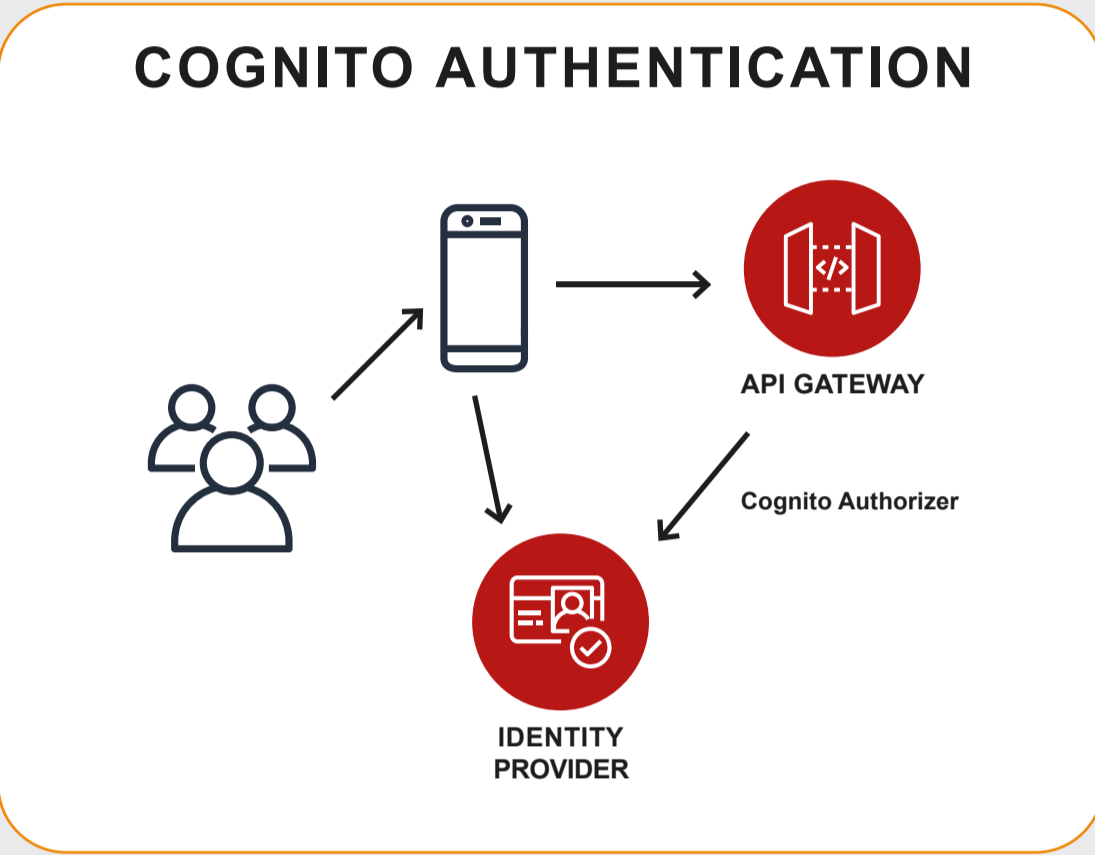 COGNITO AUTHENTICATION
</>
API GATEWAY
Cognito Authorizer
IDENTITY
PROVIDER